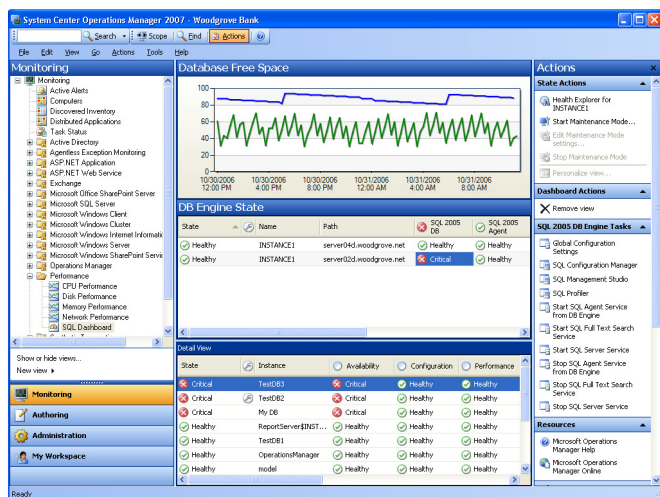 System Center Operations Manager 2007 - Woodgrove Bank
Search Scope Find Actions
File Edit View Go Actions Tools Help
Monitoring
Monitoring
Active Alerts
Computers
Discovered Inventory
Distributed Applications
Task Status
Active Directory
Agentless Exception Monitoring
ASP.NET Application
ASP.NET Web Service
Exchange
Microsoft Office SharePoint Server
Microsoft SQL Server
Microsoft Windows Client
Microsoft Windows Cluster
Microsoft Windows Internet Informatic
Microsoft Windows Server
Microsoft Windows SharePoint Servic
Operations Manager
Performance
CPU Performance
Disk Performance
Memory Performance
Network Performance
SQL Dashboard
Show or hide views...
New view
Monitoring
Authoring
Administration
My Workspace
Ready
Database Free Space
100
80
60
40
20
0
10/30/2006 10/30/2006 10/30/2006 10/31/2006 10/31/2006 10/31/2006
12:00 PM 4:00 PM 8:00 PM 12:00 AM 4:00 AM 8:00 AM
DB Engine State
State Name Path SQL 2005 DB SQL 2005 Agent
Healthy INSTANCE1 server04d.woodgrove.net Healthy Healthy
Healthy INSTANCE1 server02d.woodgrove.net Critical Healthy
Detail View
State Instance Availability Configuration Performance
Critical TestDB3 Critical Healthy Healthy
Critical TestDB2 Critical Healthy Healthy
Critical My DB Critical Healthy Healthy
Healthy ReportServer$INST... Healthy Healthy Healthy
Healthy TestDB1 Healthy Healthy Healthy
Healthy OperationsManager Healthy Healthy Healthy
Healthy model Healthy Healthy Healthy
Actions
State Actions
Health Explorer for
INSTANCE1
Start Maintenance Mode...
Edit Maintenance Mode
settings...
Stop Maintenance Mode
Personalize view...
Dashboard Actions
Remove view
SQL 2005 DB Engine Tasks
Global Configuration
Settings
SQL Configuration Manager
SQL Management Studio
SQL Profiler
Start SQL Agent Service
from DB Engine
Start SQL Full Text Search
Service
Start SQL Server Service
Stop SQL Agent Service
from DB Engine
Stop SQL Full Text Search
Service
Stop SQL Server Service
Resources
Microsoft Operations
Manager Help
Microsoft Operations
Manager Online